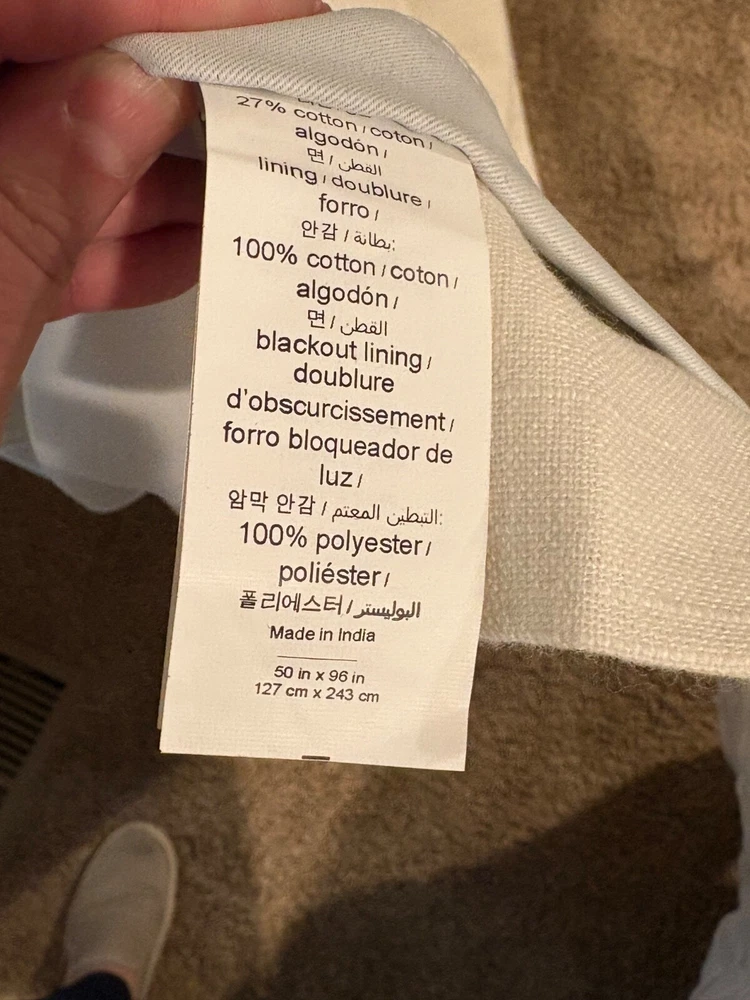 27% cotton / coton /
algodón /
면 / القطن
lining / doublure /
forro /
안감 / بطانة:
100% cotton / coton /
algodón /
면 / القطن
blackout lining /
doublure
d'obscurcissement /
forro bloqueador de
luz /
암막 안감 / التبطين المعتم:
100% polyester /
poliéster /
폴리에스터 / البوليستر
Made in India
50 in x 96 in
127 cm x 243 cm